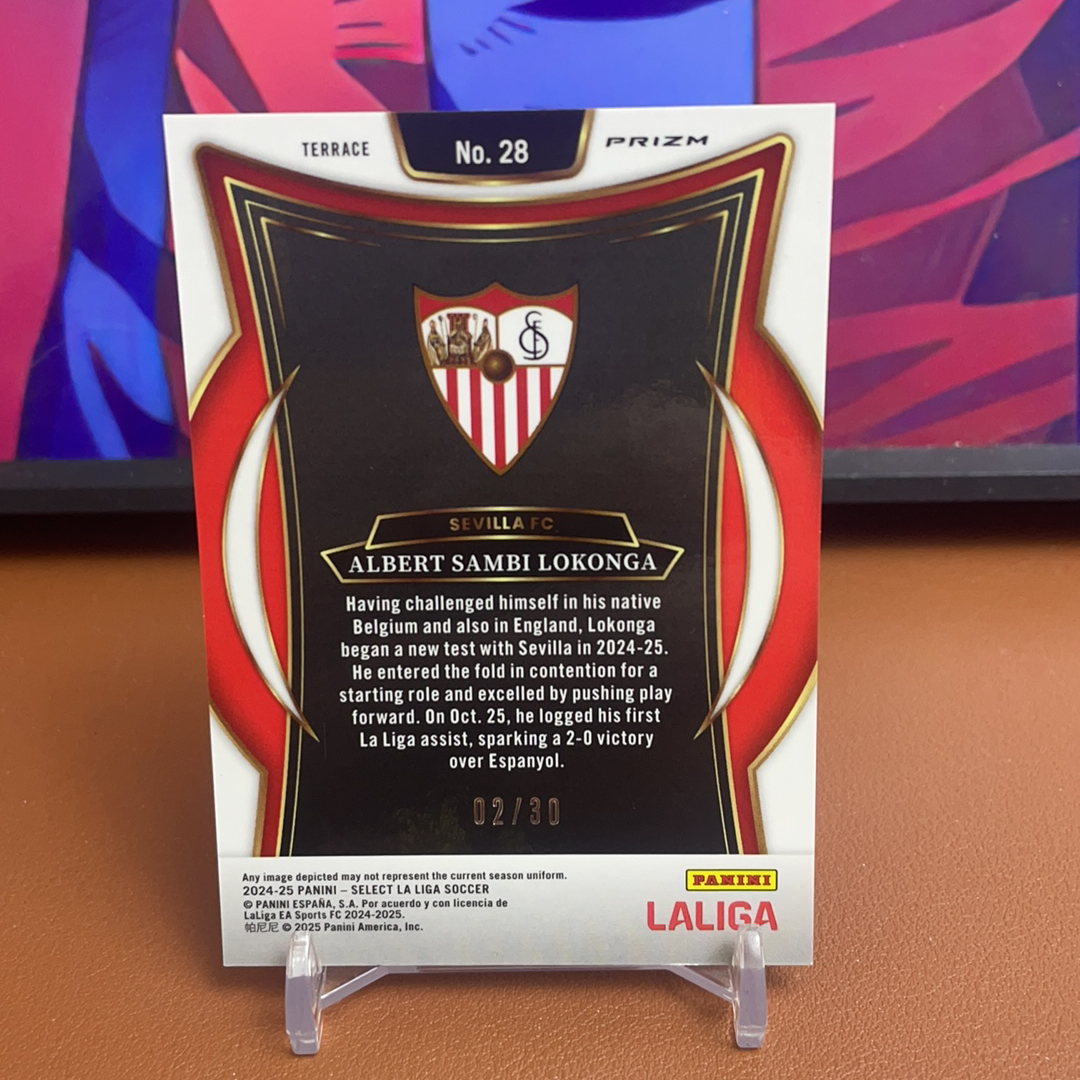 TERRACE
No. 28
PRIZM
SEVILLA FC
ALBERT SAMBI LOKONGA
Having challenged himself in his native
Belgium and also in England, Lokonga
began a new test with Sevilla in 2024-25.
He entered the fold in contention for a
starting role and excelled by pushing play
forward. On Oct. 25, he logged his first
La Liga assist, sparking a 2-0 victory
over Espanyol.
02/30
Any image depicted may not represent the current season uniform.
2024-25 PANINI – SELECT LA LIGA SOCCER
© PANINI ESPAÑA, S.A. Por acuerdo y con licencia de
LaLiga EA Sports FC 2024-2025.
帕尼尼 © 2025 Panini America, Inc.
PANINI
LALIGA